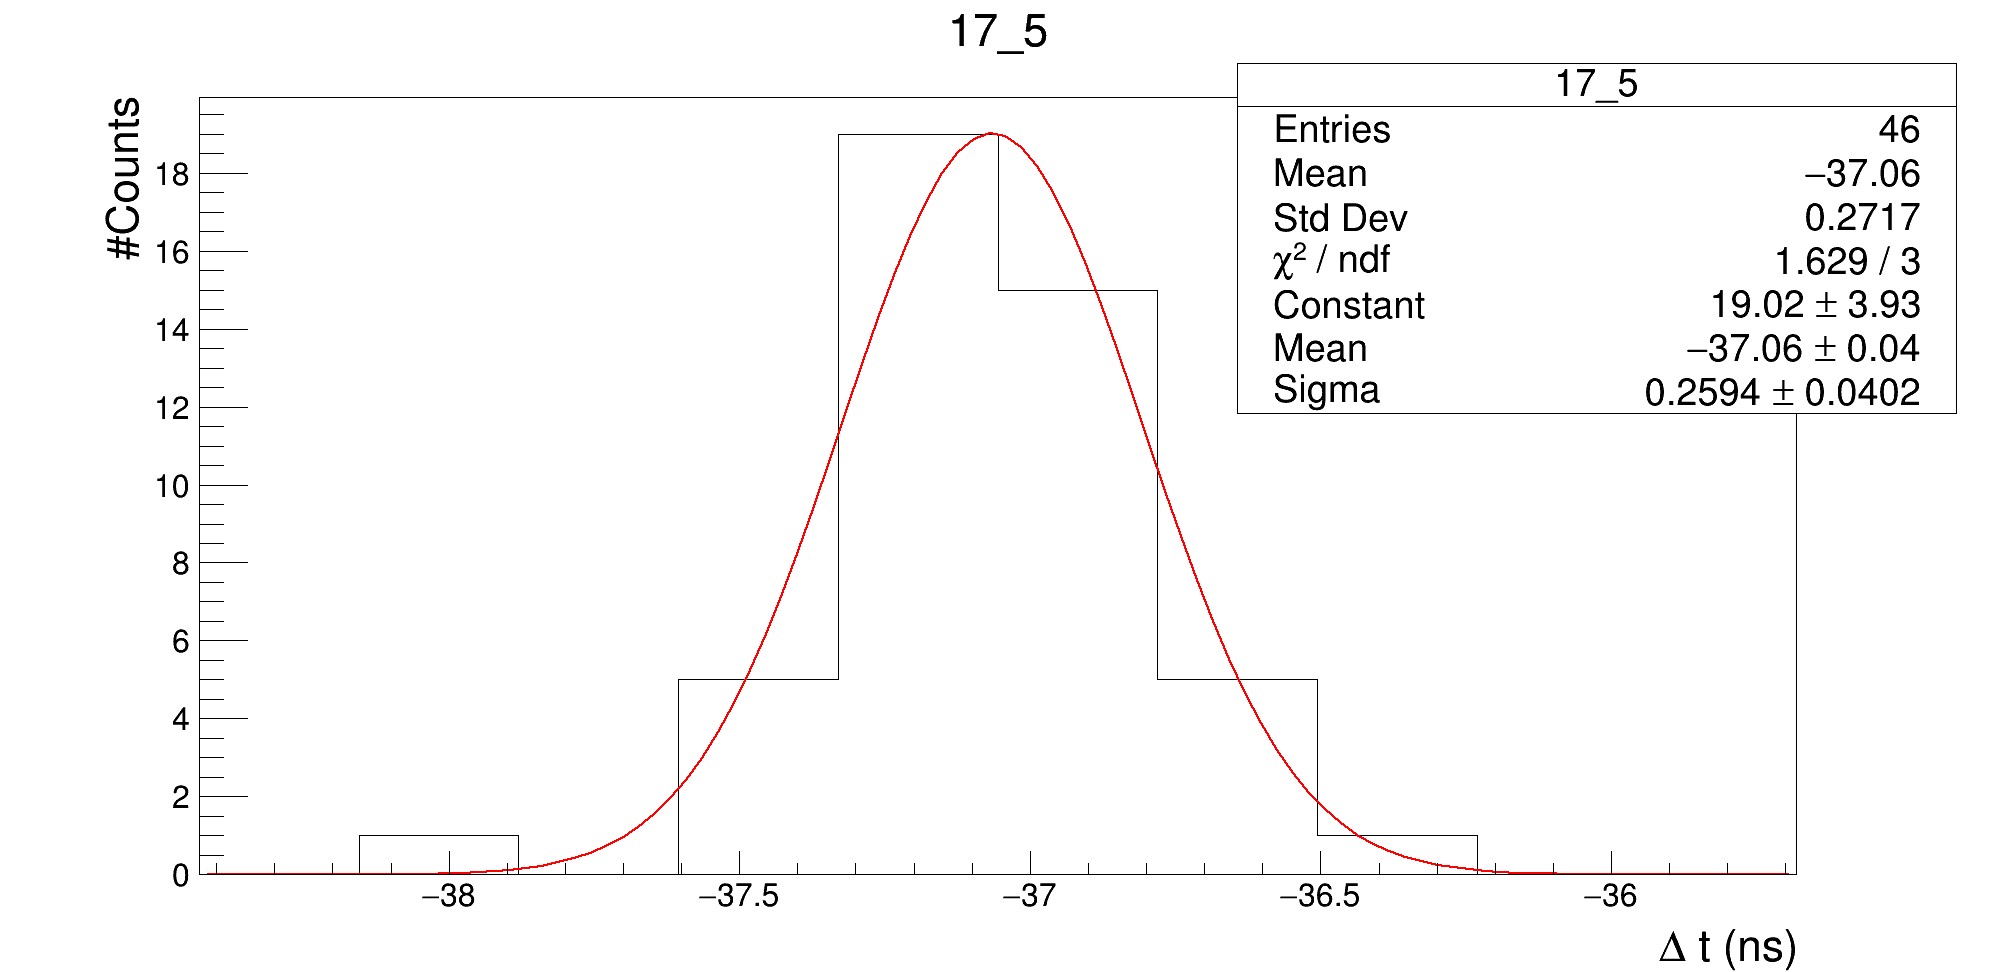 17_5
17_5
Entries 46
Mean −37.06
Std Dev 0.2717
χ² / ndf 1.629 / 3
Constant 19.02 ± 3.93
Mean −37.06 ± 0.04
Sigma 0.2594 ± 0.0402
#Counts
18
16
14
12
10
8
6
4
2
0
−38 −37.5 −37 −36.5 −36
Δ t (ns)